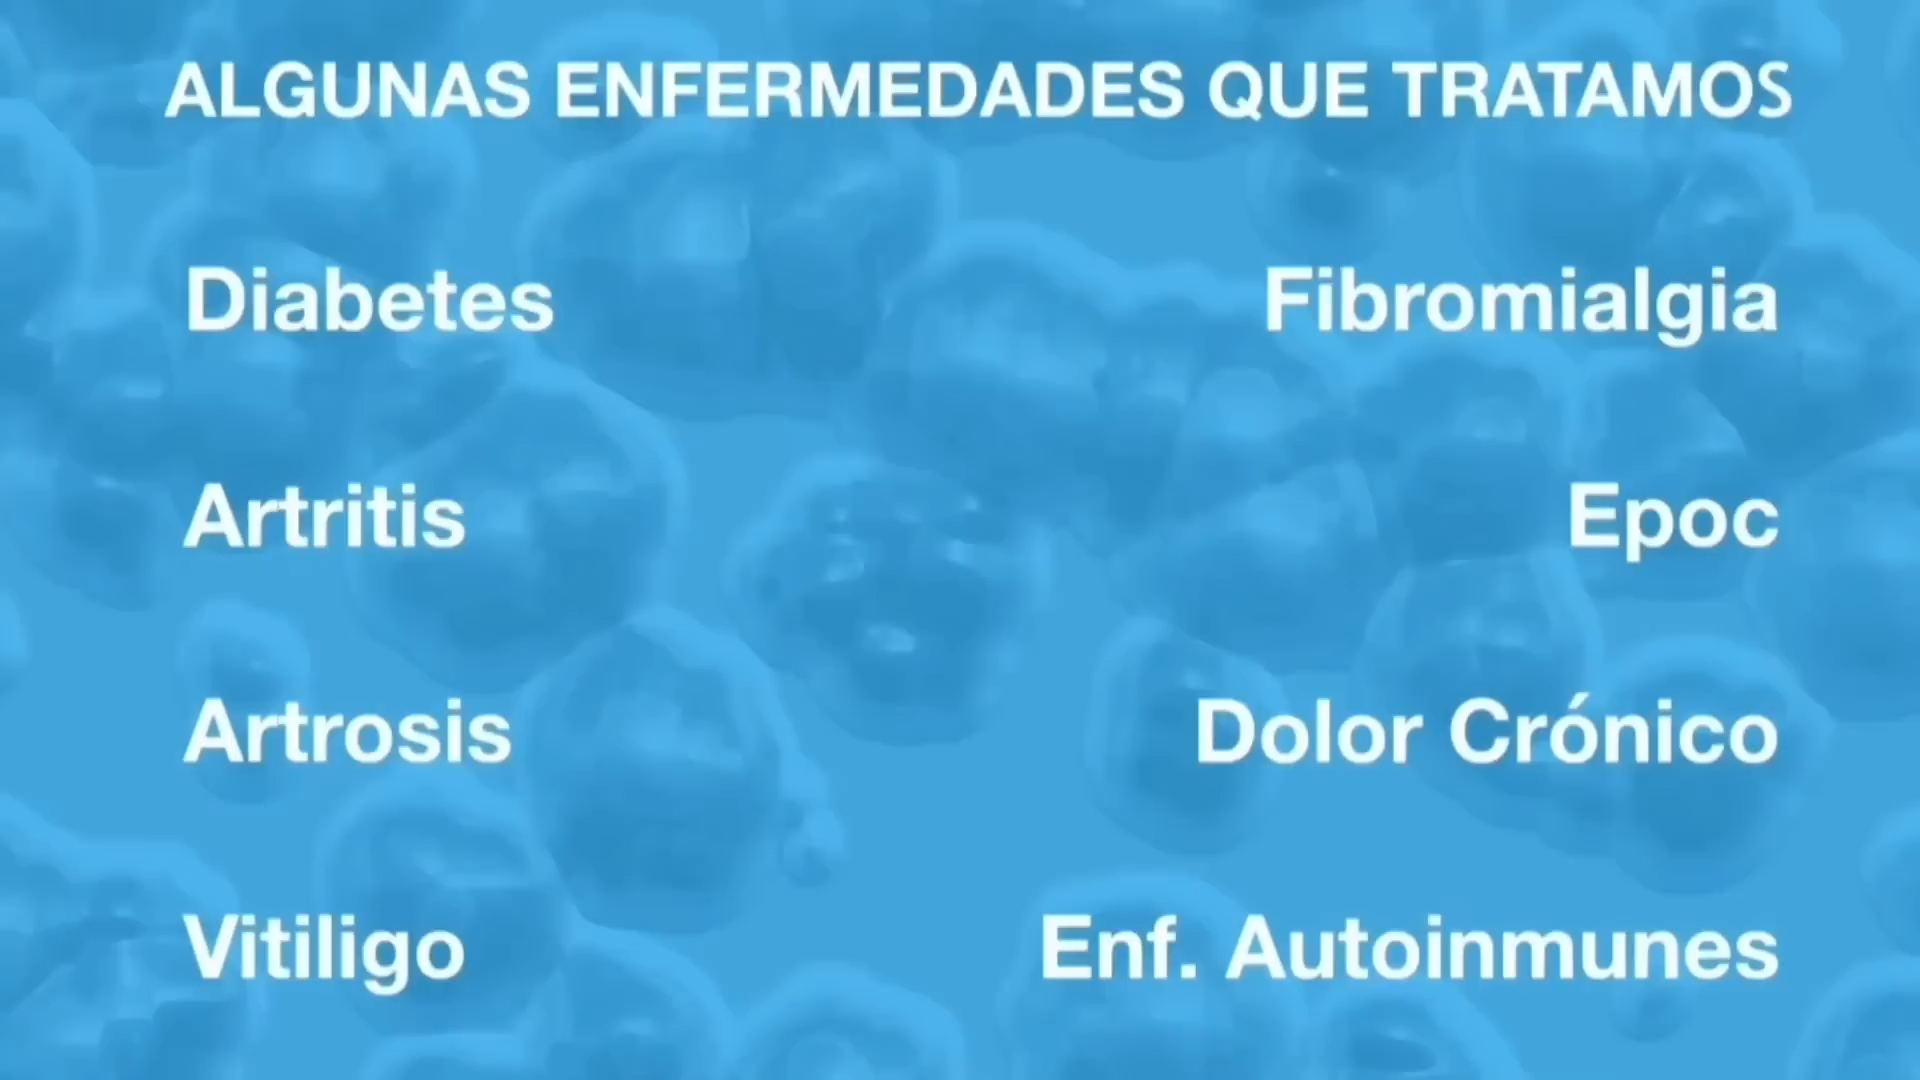 ALGUNAS ENFERMEDADES QUE TRATAMOS
Diabetes
Fibromialgia
Artritis
Epoc
Artrosis
Dolor Crónico
Vitiligo
Enf. Autoinmunes